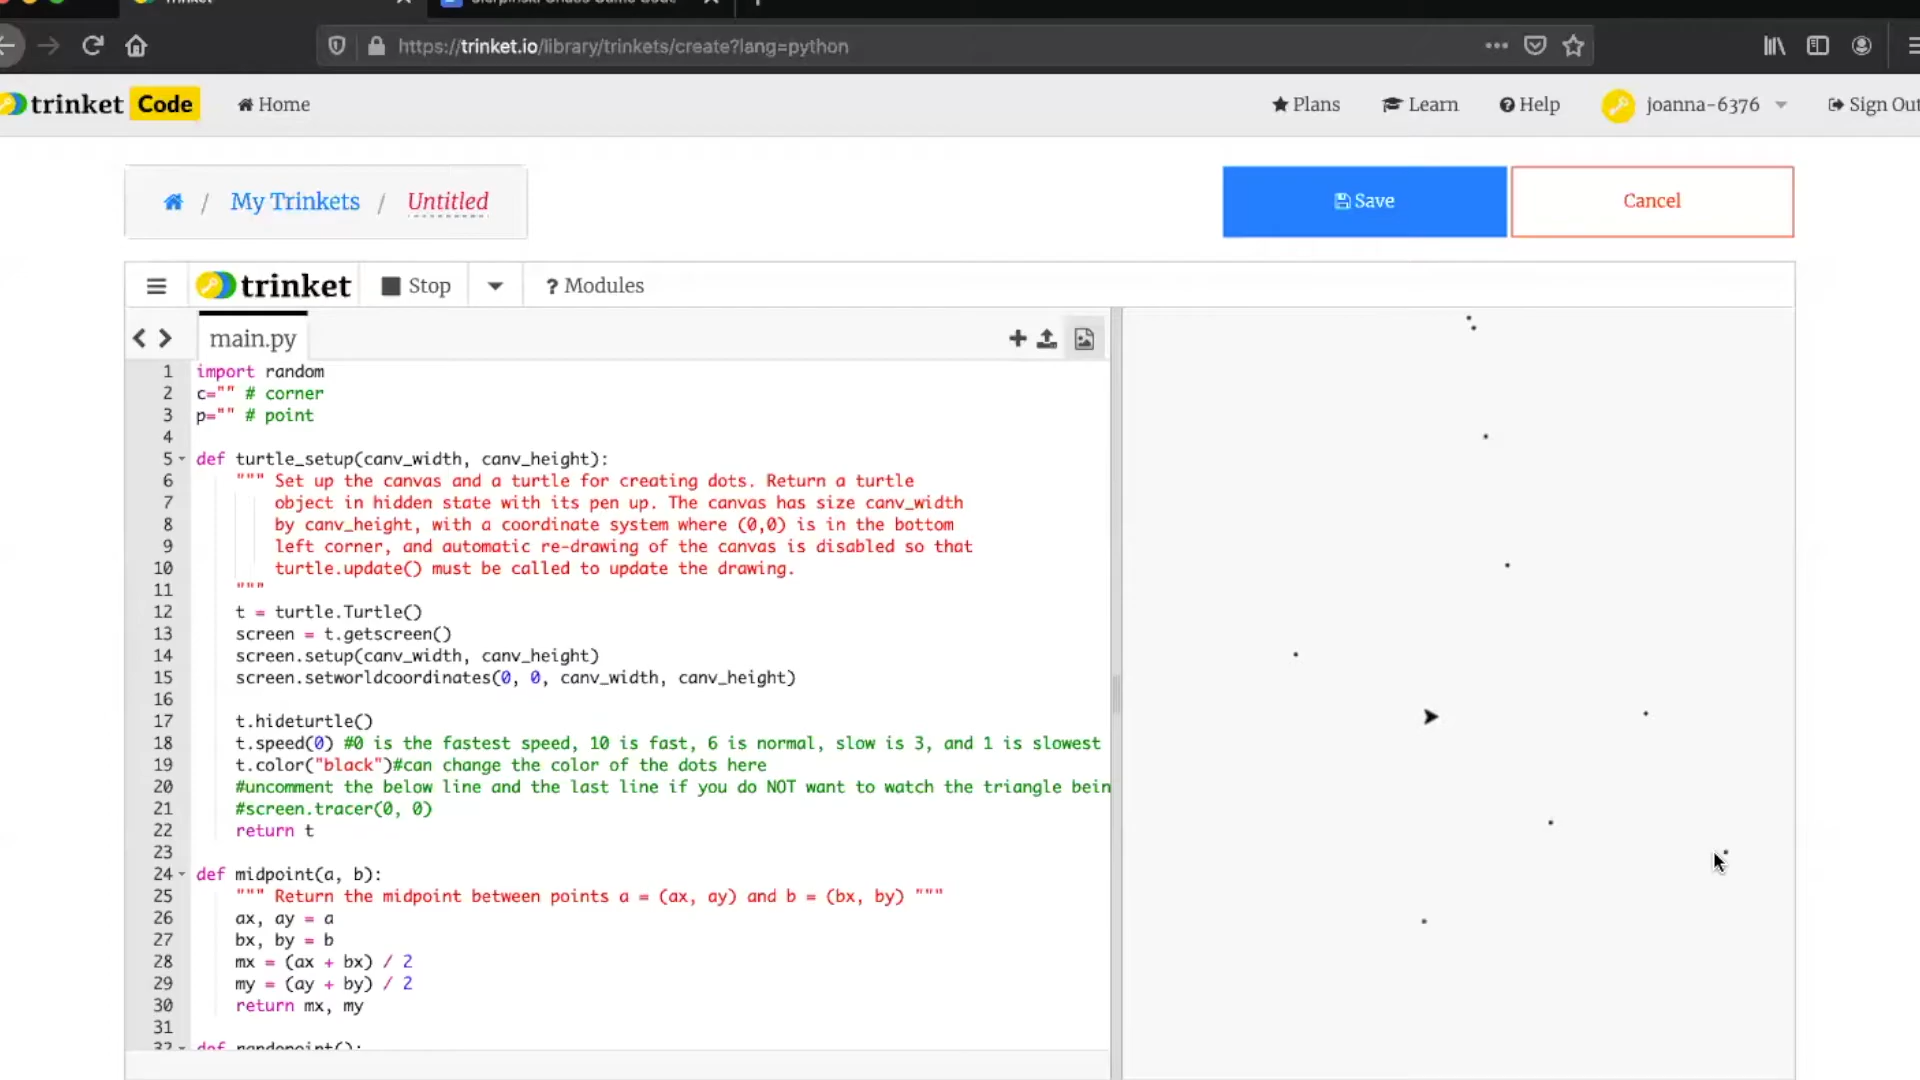 https://trinket.io/library/trinkets/create?lang=python
trinket Code Home Plans Learn Help joanna-6376 Sign Out
/ My Trinkets / Untitled Save Cancel
trinket Stop ? Modules
main.py
1 import random
2 c="" # corner
3 p="" # point
4
5 def turtle_setup(canv_width, canv_height):
6 """ Set up the canvas and a turtle for creating dots. Return a turtle
7 object in hidden state with its pen up. The canvas has size canv_width
8 by canv_height, with a coordinate system where (0,0) is in the bottom
9 left corner, and automatic re-drawing of the canvas is disabled so that
10 turtle.update() must be called to update the drawing.
11 """
12 t = turtle.Turtle()
13 screen = t.getscreen()
14 screen.setup(canv_width, canv_height)
15 screen.setworldcoordinates(0, 0, canv_width, canv_height)
16
17 t.hideturtle()
18 t.speed(0) #0 is the fastest speed, 10 is fast, 6 is normal, slow is 3, and 1 is slowest
19 t.color("black")#can change the color of the dots here
20 #uncomment the below line and the last line if you do NOT want to watch the triangle bein
21 #screen.tracer(0, 0)
22 return t
23
24 def midpoint(a, b):
25 """ Return the midpoint between points a = (ax, ay) and b = (bx, by) """
26 ax, ay = a
27 bx, by = b
28 mx = (ax + bx) / 2
29 my = (ay + by) / 2
30 return mx, my
31
32 def